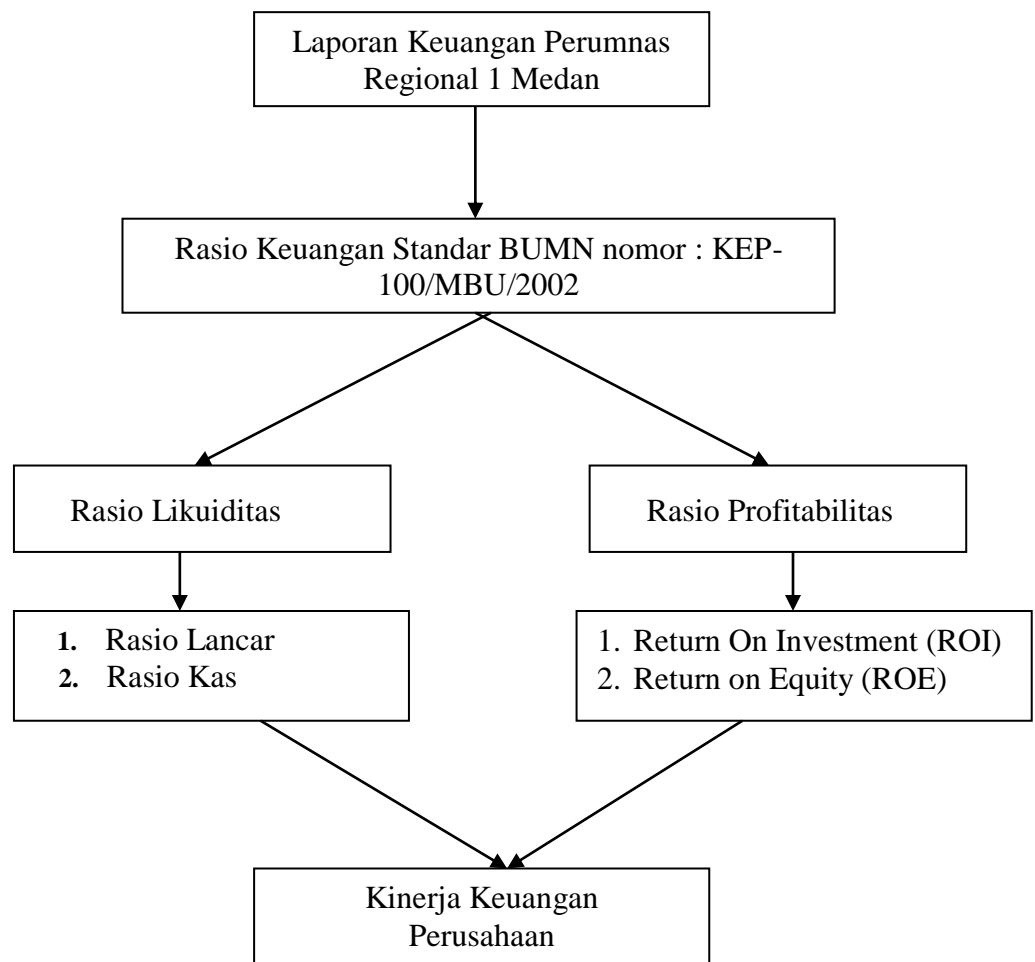 Laporan Keuangan Perumnas
Regional 1 Medan
Rasio Keuangan Standar BUMN nomor : KEP-
100/MBU/2002
Rasio Likuiditas
Rasio Profitabilitas
1. Rasio Lancar
2. Rasio Kas
1. Return On Investment (ROI)
2. Return on Equity (ROE)
Kinerja Keuangan
Perusahaan